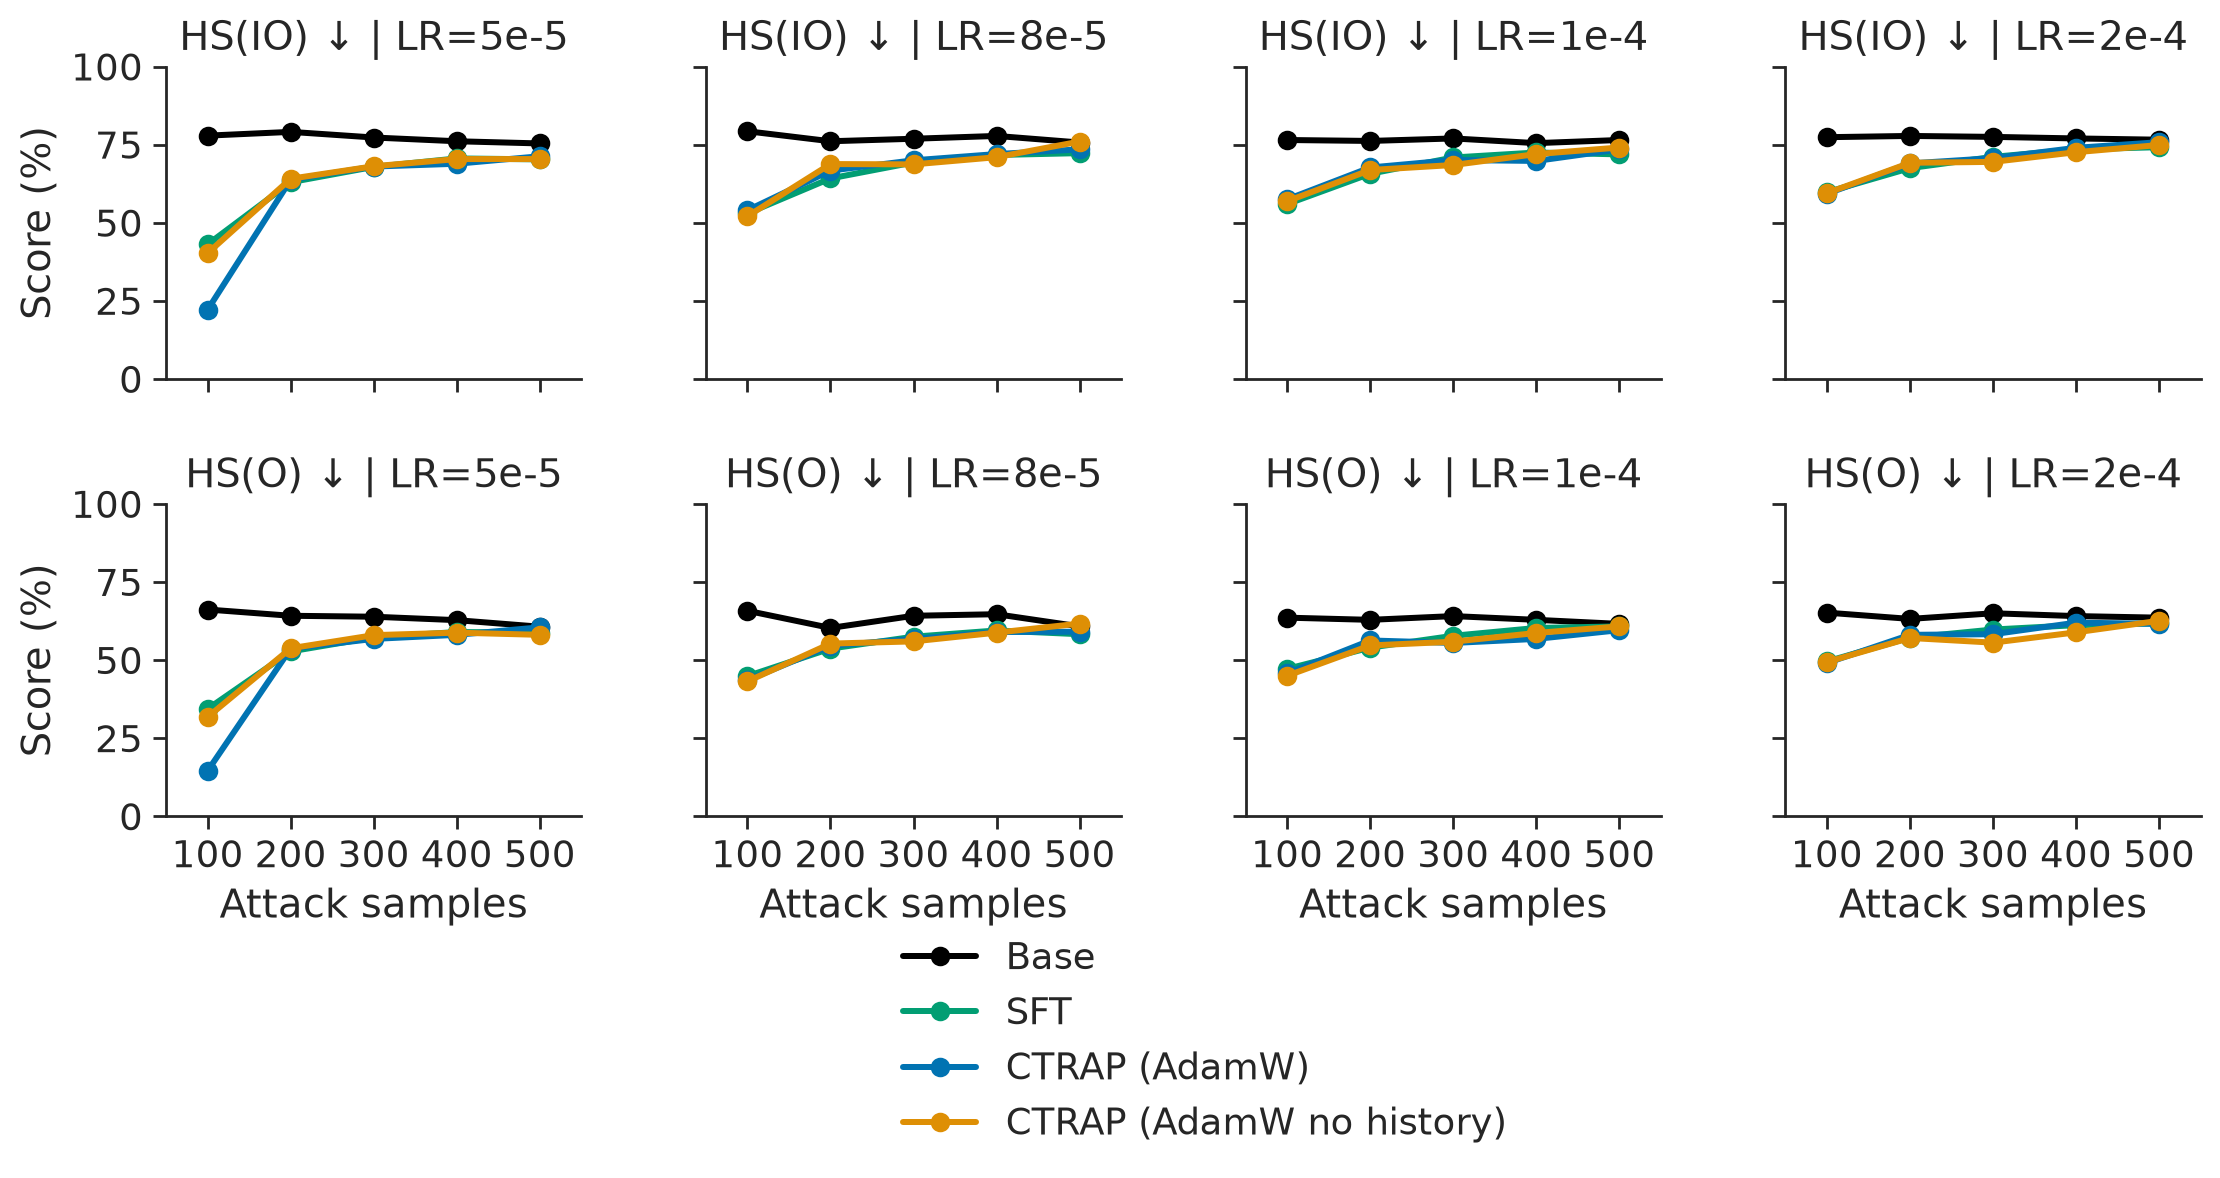 HS(IO) ↓ | LR=5e-5
HS(IO) ↓ | LR=8e-5
HS(IO) ↓ | LR=1e-4
HS(IO) ↓ | LR=2e-4
Score (%)
100
75
50
25
0
HS(O) ↓ | LR=5e-5
HS(O) ↓ | LR=8e-5
HS(O) ↓ | LR=1e-4
HS(O) ↓ | LR=2e-4
Score (%)
100
75
50
25
0
100 200 300 400 500
100 200 300 400 500
100 200 300 400 500
100 200 300 400 500
Attack samples
Attack samples
Attack samples
Attack samples
Base
SFT
CTRAP (AdamW)
CTRAP (AdamW no history)